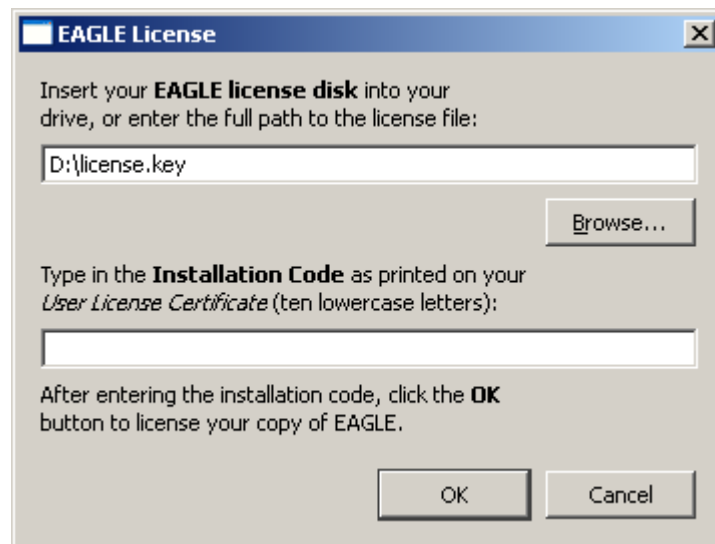 EAGLE License
Insert your EAGLE license disk into your
drive, or enter the full path to the license file:
D:\license.key
Browse...
Type in the Installation Code as printed on your
User License Certificate (ten lowercase letters):
After entering the installation code, click the OK
button to license your copy of EAGLE.
OK Cancel